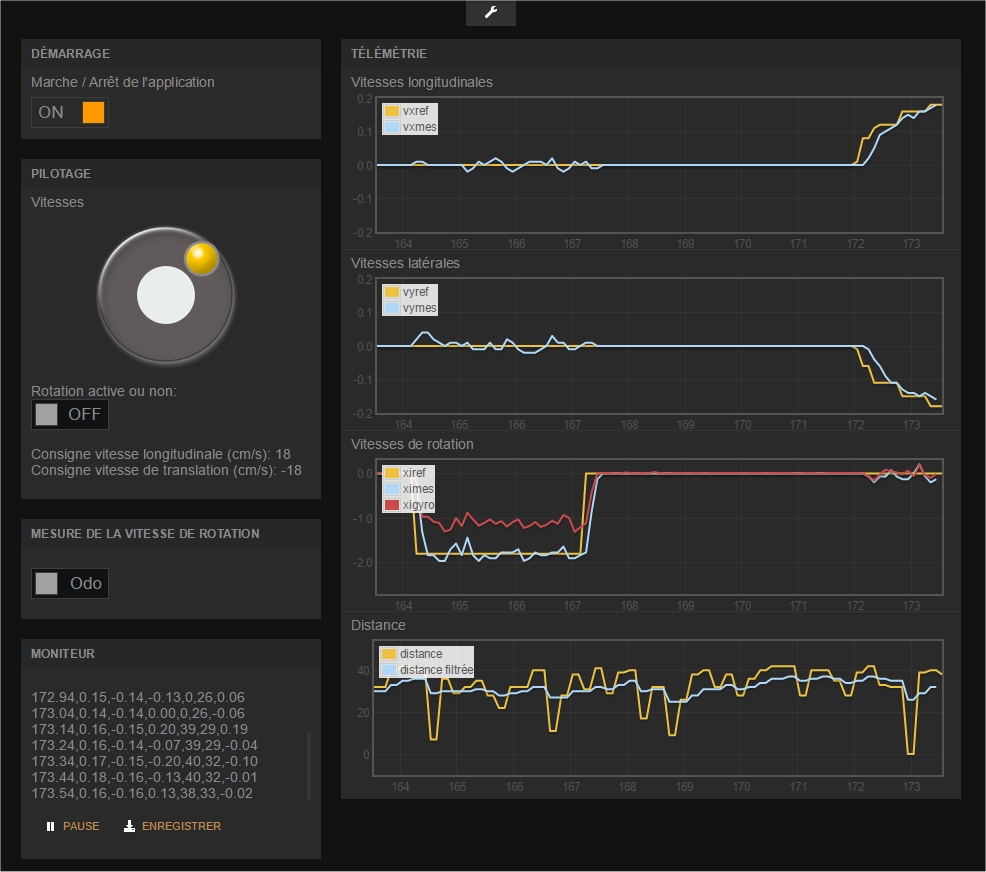 DÉMARRAGE
Marche / Arrêt de l'application
ON
PILOTAGE
Vitesses
Rotation active ou non:
OFF
Consigne vitesse longitudinale (cm/s): 18
Consigne vitesse de translation (cm/s): -18
MESURE DE LA VITESSE DE ROTATION
Odo
MONITEUR
172.94,0.15,-0.14,-0.13,0,26,0.06
173.04,0.14,-0.14,0.00,0,26,-0.06
173.14,0.16,-0.15,0.20,39,29,0.19
173.24,0.16,-0.14,-0.07,39,29,-0.04
173.34,0.17,-0.15,-0.20,40,32,-0.10
173.44,0.18,-0.16,-0.13,40,32,-0.01
173.54,0.16,-0.16,0.13,38,33,-0.02
PAUSE ENREGISTRER
TÉLÉMÉTRIE
Vitesses longitudinales
0.2
vxref
vxmes
0.1
0.0
-0.1
-0.2
164 165 166 167 168 169 170 171 172 173
Vitesses latérales
0.2
vyref
vymes
0.1
0.0
-0.1
-0.2
164 165 166 167 168 169 170 171 172 173
Vitesses de rotation
0.0
xiref
ximes
xigyro
-1.0
-2.0
164 165 166 167 168 169 170 171 172 173
Distance
distance
distance filtrée
40
20
0
164 165 166 167 168 169 170 171 172 173